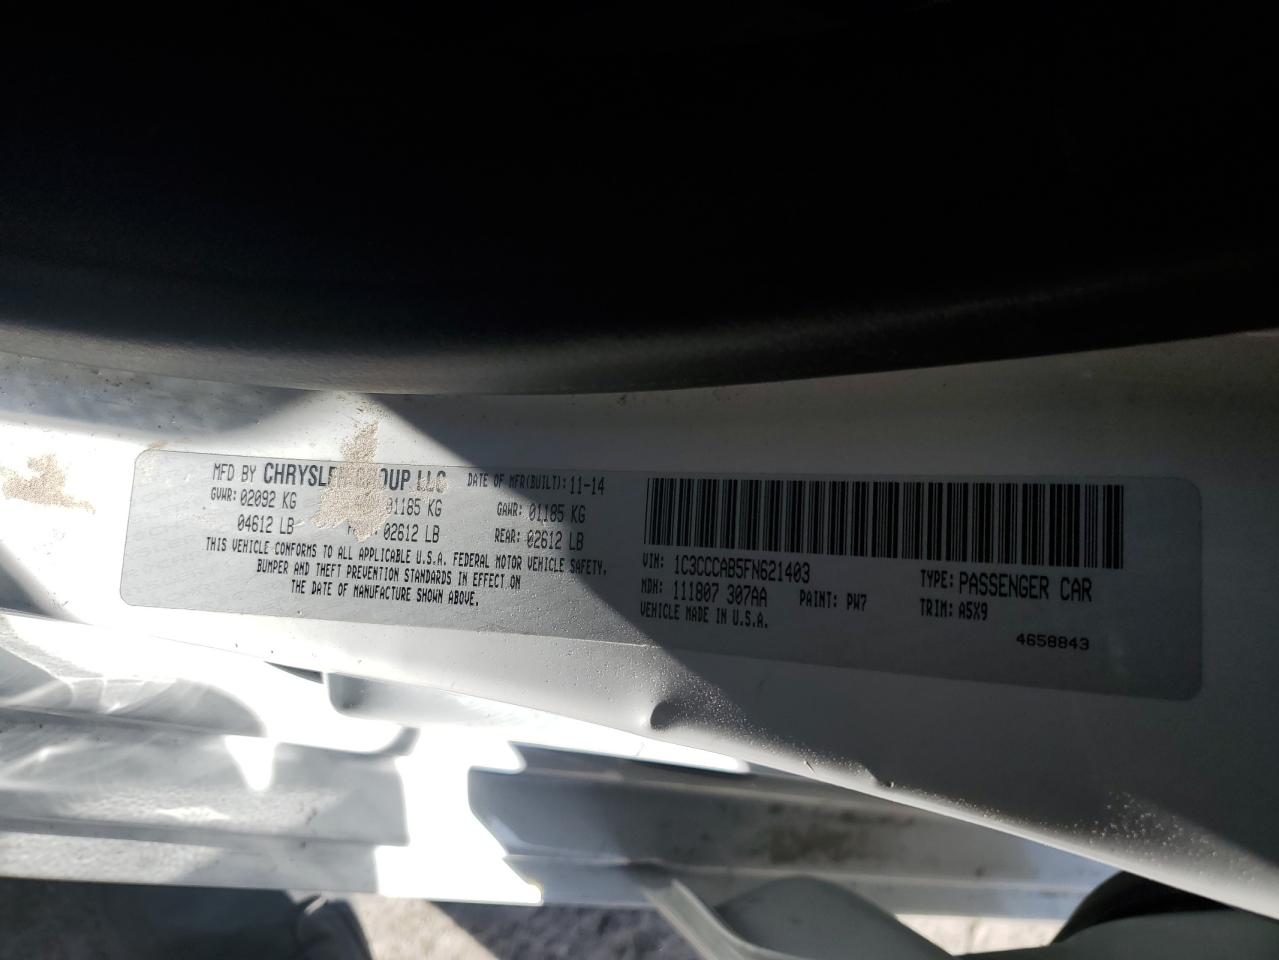 MFD BY CHRYSLER GROUP LLC DATE OF MFR(BUILT): 11-14
GVWR: 02092 KG 01185 KG GAWR: 01185 KG
04612 LB 02612 LB REAR: 02612 LB
THIS VEHICLE CONFORMS TO ALL APPLICABLE U.S.A. FEDERAL MOTOR VEHICLE SAFETY,
BUMPER AND THEFT PREVENTION STANDARDS IN EFFECT ON
THE DATE OF MANUFACTURE SHOWN ABOVE.
VIN: 1C3CCCAB5FN621403 TYPE: PASSENGER CAR
MDH: 111807 307AA PAINT: PW7 TRIM: A5X9
VEHICLE MADE IN U.S.A.
4658843